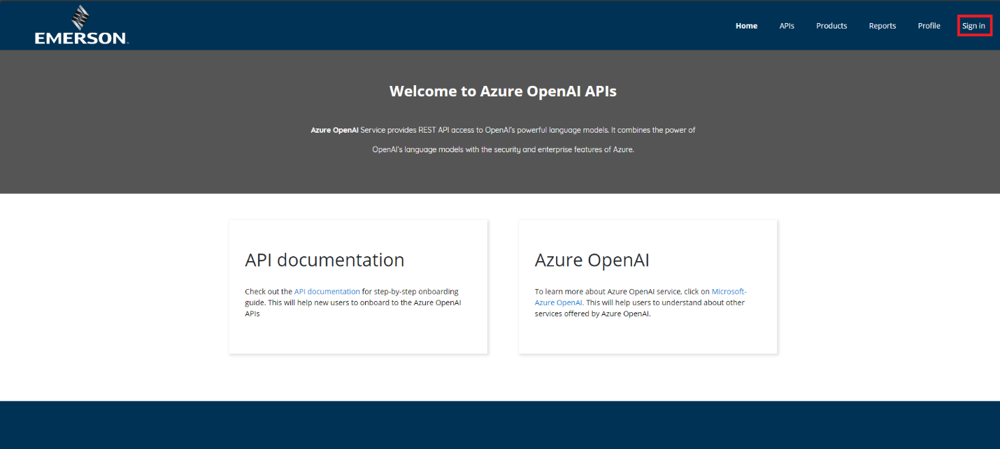 EMERSON
Home APIs Products Reports Profile Sign in
Welcome to Azure OpenAI APIs
Azure OpenAI Service provides REST API access to OpenAI's powerful language models. It combines the power of
OpenAI's language models with the security and enterprise features of Azure.
API documentation
Check out the API documentation for step-by-step onboarding
guide. This will help new users to onboard to the Azure OpenAI
APIs
Azure OpenAI
To learn more about Azure OpenAI service, click on Microsoft-
Azure OpenAI. This will help users to understand about other
services offered by Azure OpenAI.